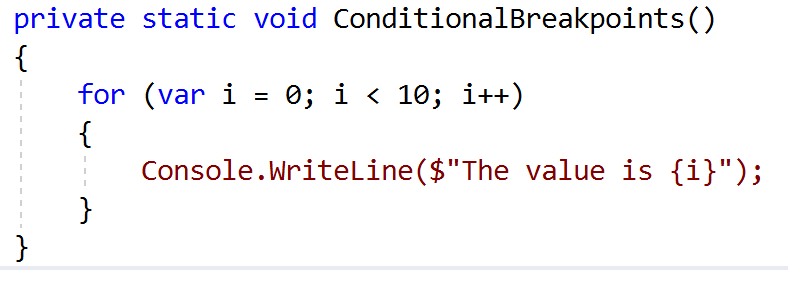 private static void ConditionalBreakpoints()
{
    for (var i = 0; i < 10; i++)
    {
        Console.WriteLine($"The value is {i}");
    }
}